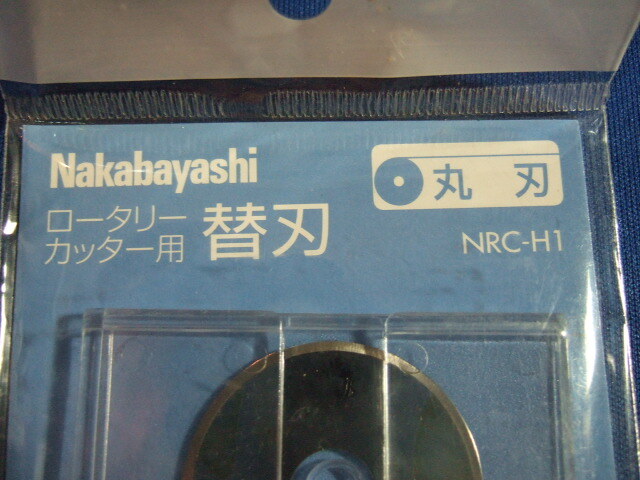 Nakabayashi
丸 刃
ロータリー
カッター用 替刃
NRC-H1